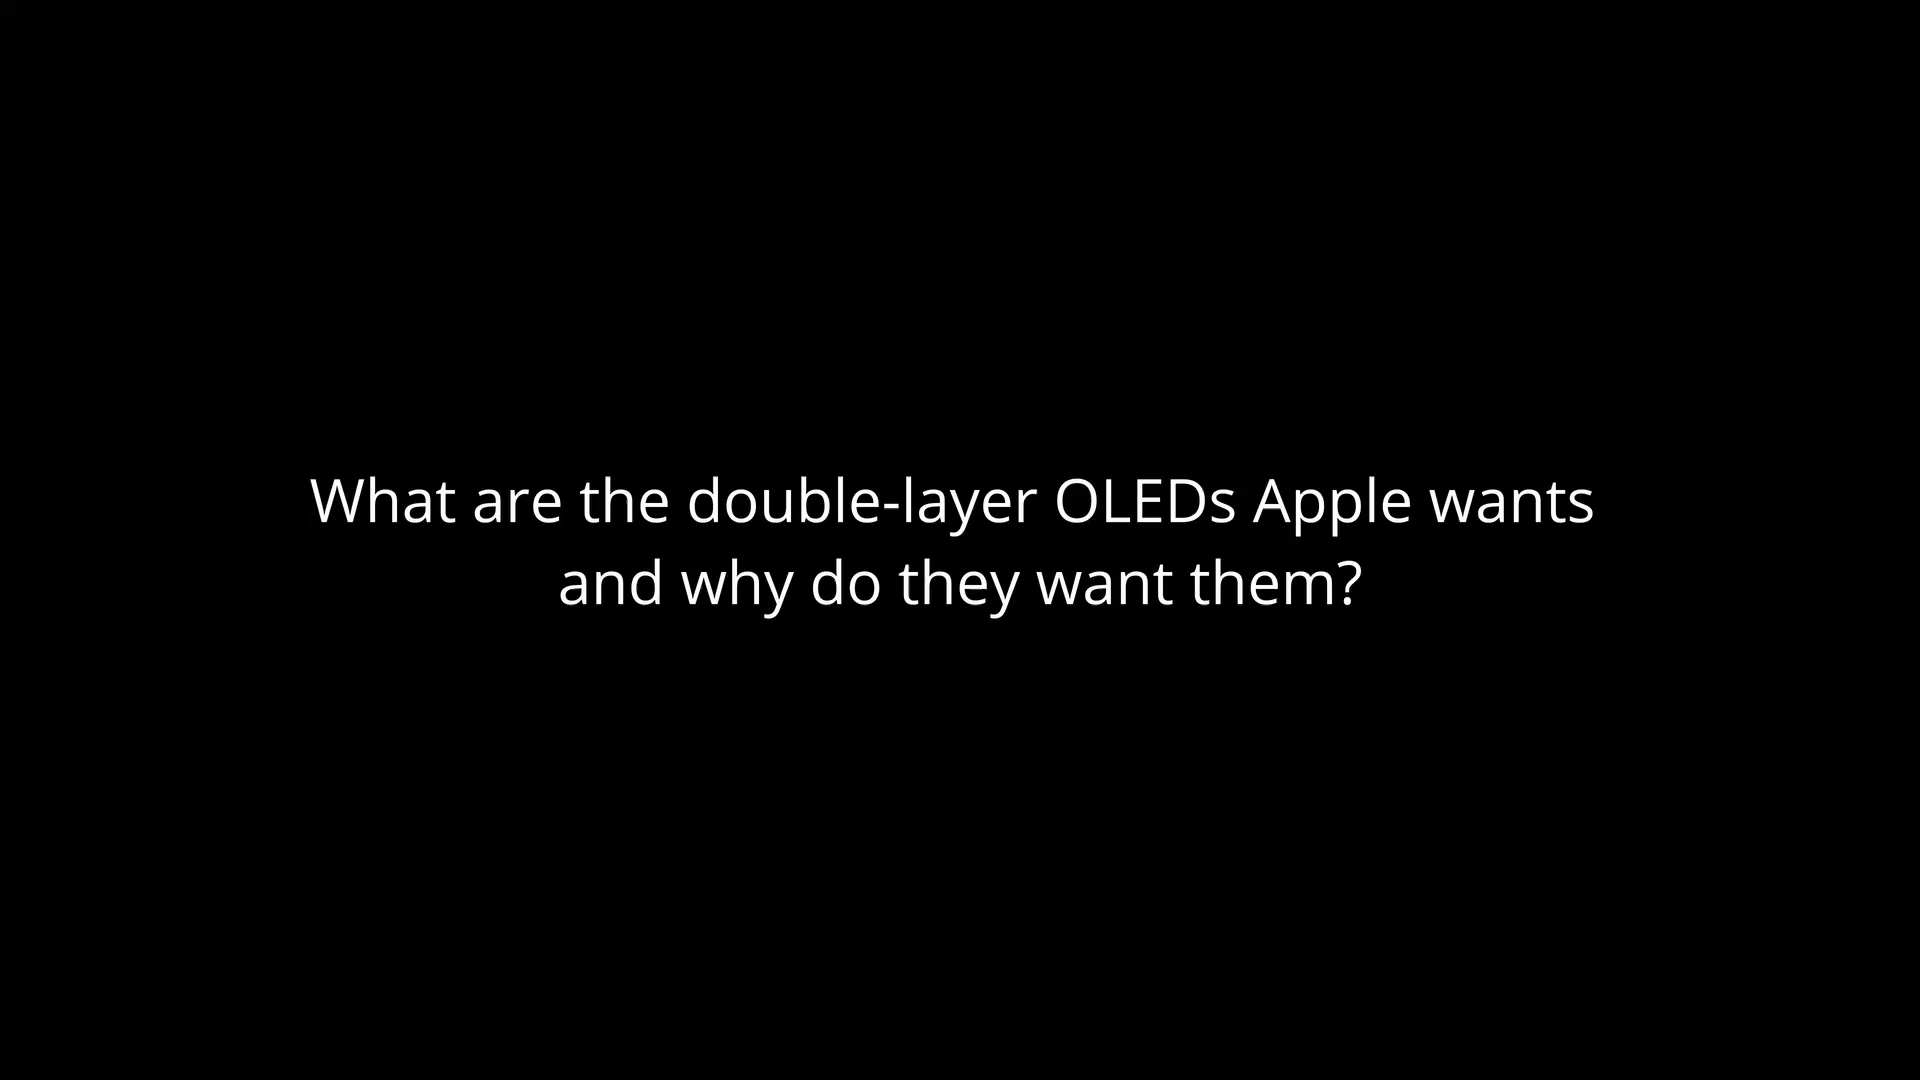 What are the double-layer OLEDs Apple wants
and why do they want them?